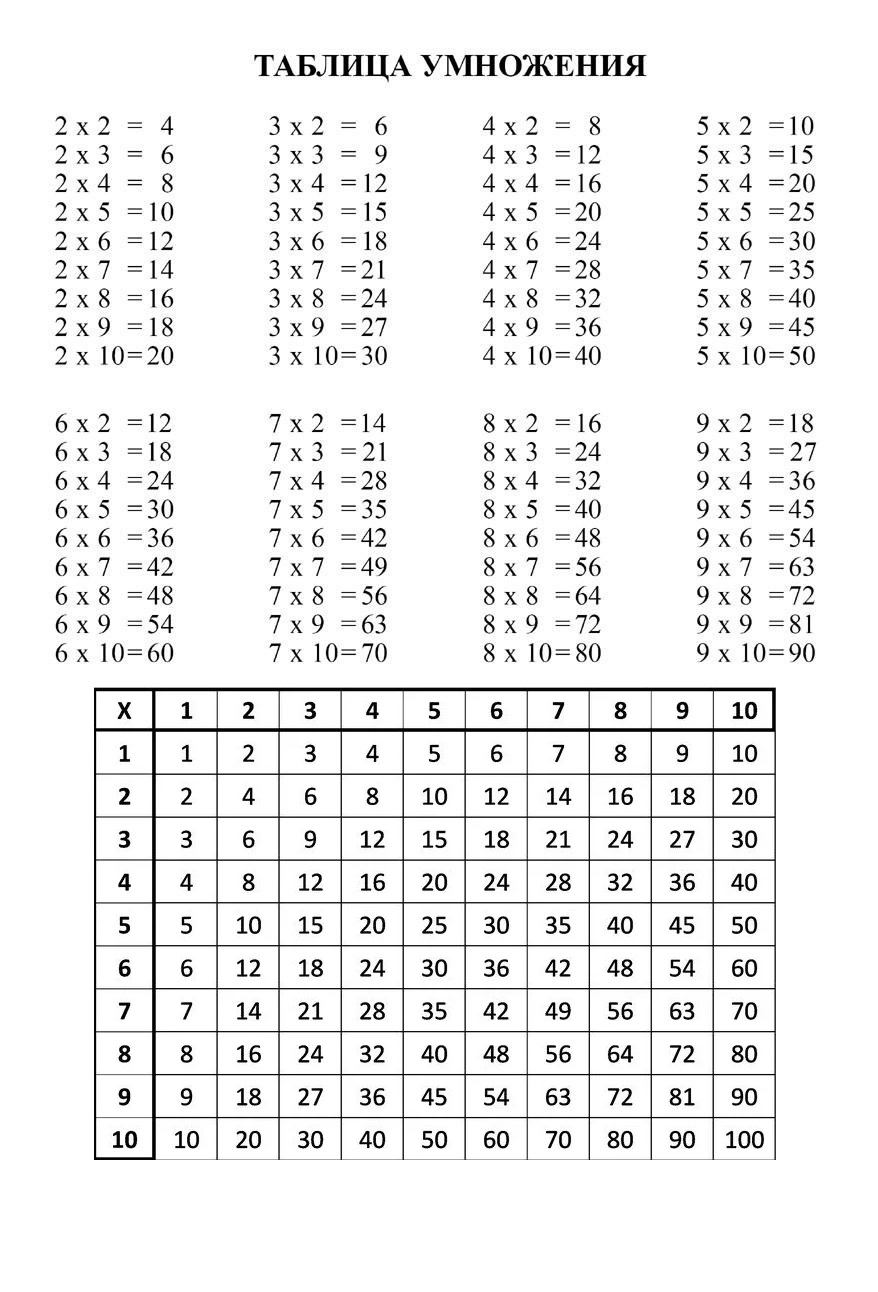 ТАБЛИЦА УМНОЖЕНИЯ
2 x 2 = 4 3 x 2 = 6 4 x 2 = 8 5 x 2 =10
2 x 3 = 6 3 x 3 = 9 4 x 3 =12 5 x 3 =15
2 x 4 = 8 3 x 4 =12 4 x 4 =16 5 x 4 =20
2 x 5 =10 3 x 5 =15 4 x 5 =20 5 x 5 =25
2 x 6 =12 3 x 6 =18 4 x 6 =24 5 x 6 =30
2 x 7 =14 3 x 7 =21 4 x 7 =28 5 x 7 =35
2 x 8 =16 3 x 8 =24 4 x 8 =32 5 x 8 =40
2 x 9 =18 3 x 9 =27 4 x 9 =36 5 x 9 =45
2 x 10=20 3 x 10=30 4 x 10=40 5 x 10=50
6 x 2 =12 7 x 2 =14 8 x 2 =16 9 x 2 =18
6 x 3 =18 7 x 3 =21 8 x 3 =24 9 x 3 =27
6 x 4 =24 7 x 4 =28 8 x 4 =32 9 x 4 =36
6 x 5 =30 7 x 5 =35 8 x 5 =40 9 x 5 =45
6 x 6 =36 7 x 6 =42 8 x 6 =48 9 x 6 =54
6 x 7 =42 7 x 7 =49 8 x 7 =56 9 x 7 =63
6 x 8 =48 7 x 8 =56 8 x 8 =64 9 x 8 =72
6 x 9 =54 7 x 9 =63 8 x 9 =72 9 x 9 =81
6 x 10=60 7 x 10=70 8 x 10=80 9 x 10=90
X 1 2 3 4 5 6 7 8 9 10
1 1 2 3 4 5 6 7 8 9 10
2 2 4 6 8 10 12 14 16 18 20
3 3 6 9 12 15 18 21 24 27 30
4 4 8 12 16 20 24 28 32 36 40
5 5 10 15 20 25 30 35 40 45 50
6 6 12 18 24 30 36 42 48 54 60
7 7 14 21 28 35 42 49 56 63 70
8 8 16 24 32 40 48 56 64 72 80
9 9 18 27 36 45 54 63 72 81 90
10 10 20 30 40 50 60 70 80 90 100